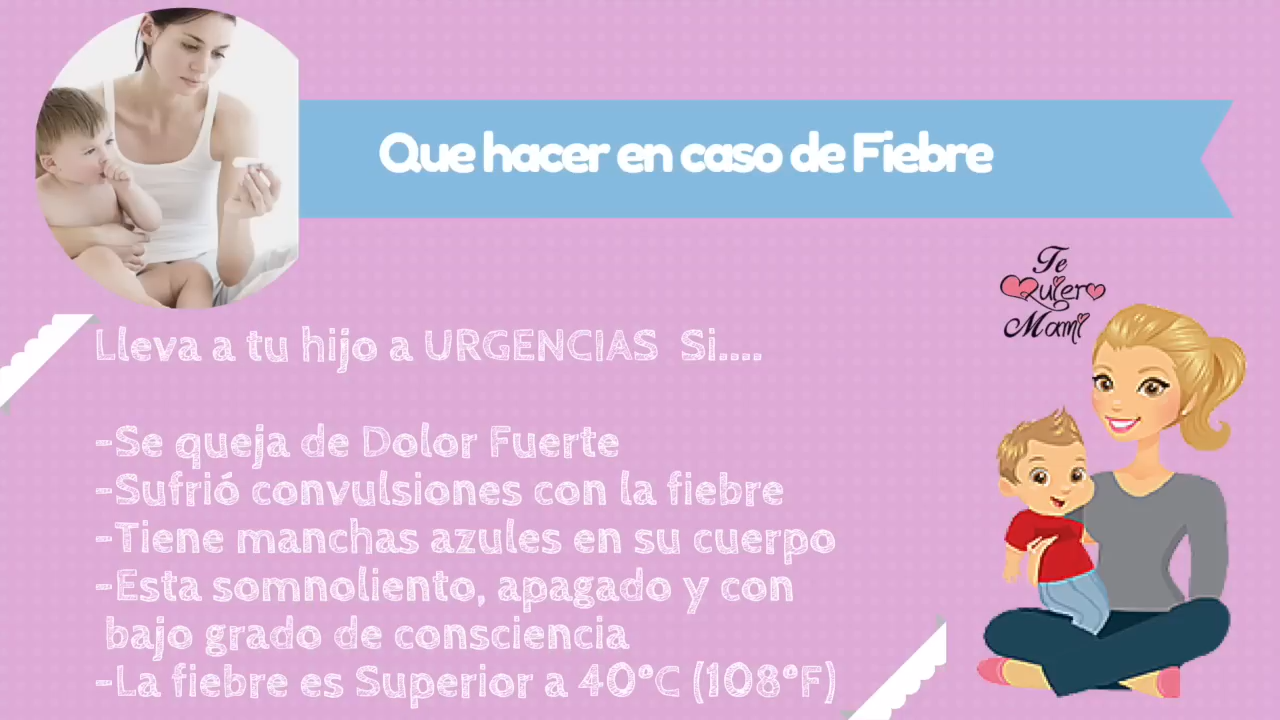 Que hacer en caso de Fiebre
Te
Quiero
Mami
Lleva a tu hijo a URGENCIAS Si....
-Se queja de Dolor Fuerte
-Sufrió convulsiones con la fiebre
-Tiene manchas azules en su cuerpo
-Esta somnoliento, apagado y con
bajo grado de consciencia
-La fiebre es Superior a 40°C (108°F)